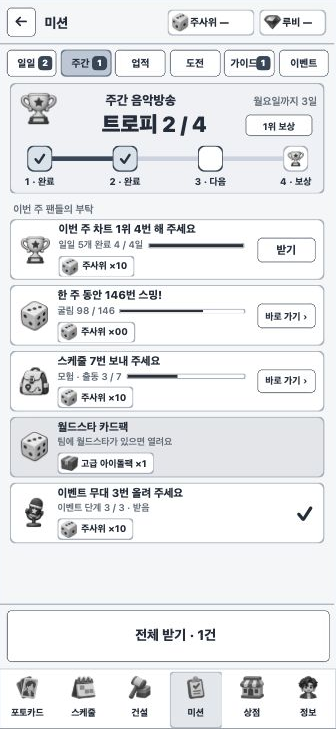 미션
주사위 —
루비 —
일일 2
주간 1
업적
도전
가이드 1
이벤트
주간 음악방송
월요일까지 3일
트로피 2 / 4
1위 보상
1 · 완료
2 · 완료
3 · 다음
4 · 보상
이번 주 팬들의 부탁
이번 주 차트 1위 4번 해 주세요
일일 5개 완료 4 / 4일
주사위 ×10
받기
한 주 동안 146번 스밍!
굴림 98 / 146
주사위 ×00
바로 가기 ›
스케줄 7번 보내 주세요
모험 · 출동 3 / 7
주사위 ×10
바로 가기 ›
월드스타 카드팩
팀에 월드스타가 있으면 열려요
고급 아이돌팩 ×1
이벤트 무대 3번 올려 주세요
이벤트 단계 3 / 3 · 받음
주사위 ×10
전체 받기 · 1건
포토카드
스케줄
건설
미션
상점
정보